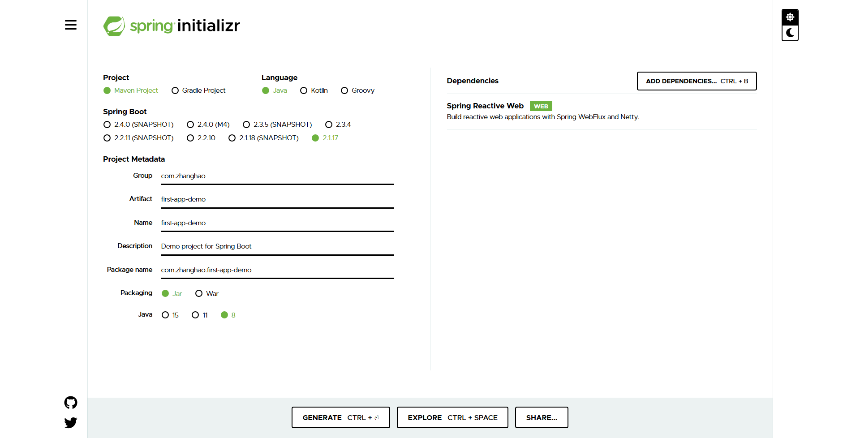 spring initializr
Project
Maven Project Gradle Project
Language
Java Kotlin Groovy
Spring Boot
2.4.0 (SNAPSHOT) 2.4.0 (M4) 2.3.5 (SNAPSHOT) 2.3.4
2.2.11 (SNAPSHOT) 2.2.10 2.1.18 (SNAPSHOT) 2.1.17
Project Metadata
Group com.zhanghao
Artifact first-app-demo
Name first-app-demo
Description Demo project for Spring Boot
Package name com.zhanghao.first-app-demo
Packaging Jar War
Java 15 11 8
Dependencies
ADD DEPENDENCIES... CTRL + B
Spring Reactive Web WEB
Build reactive web applications with Spring WebFlux and Netty.
GENERATE CTRL +
EXPLORE CTRL + SPACE
SHARE...